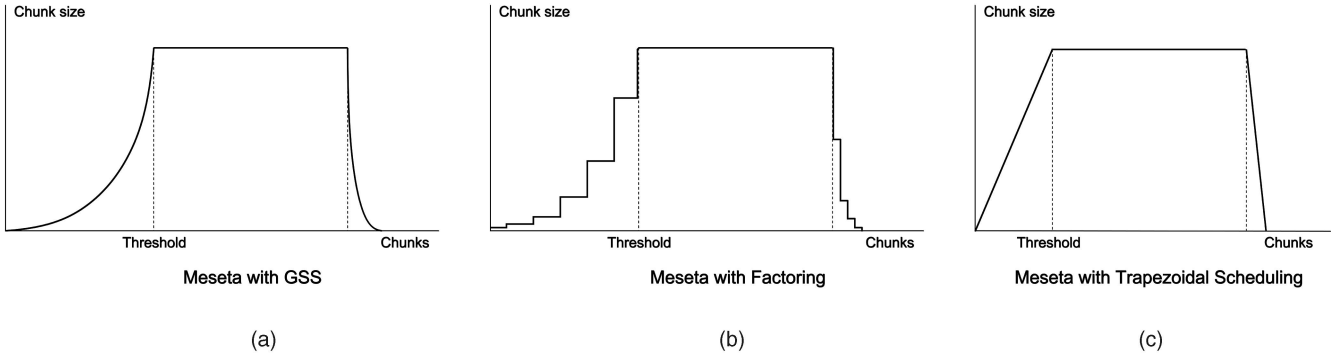 Chunk size
Threshold
Chunks
Meseta with GSS
(a)
Chunk size
Threshold
Chunks
Meseta with Factoring
(b)
Chunk size
Threshold
Chunks
Meseta with Trapezoidal Scheduling
(c)